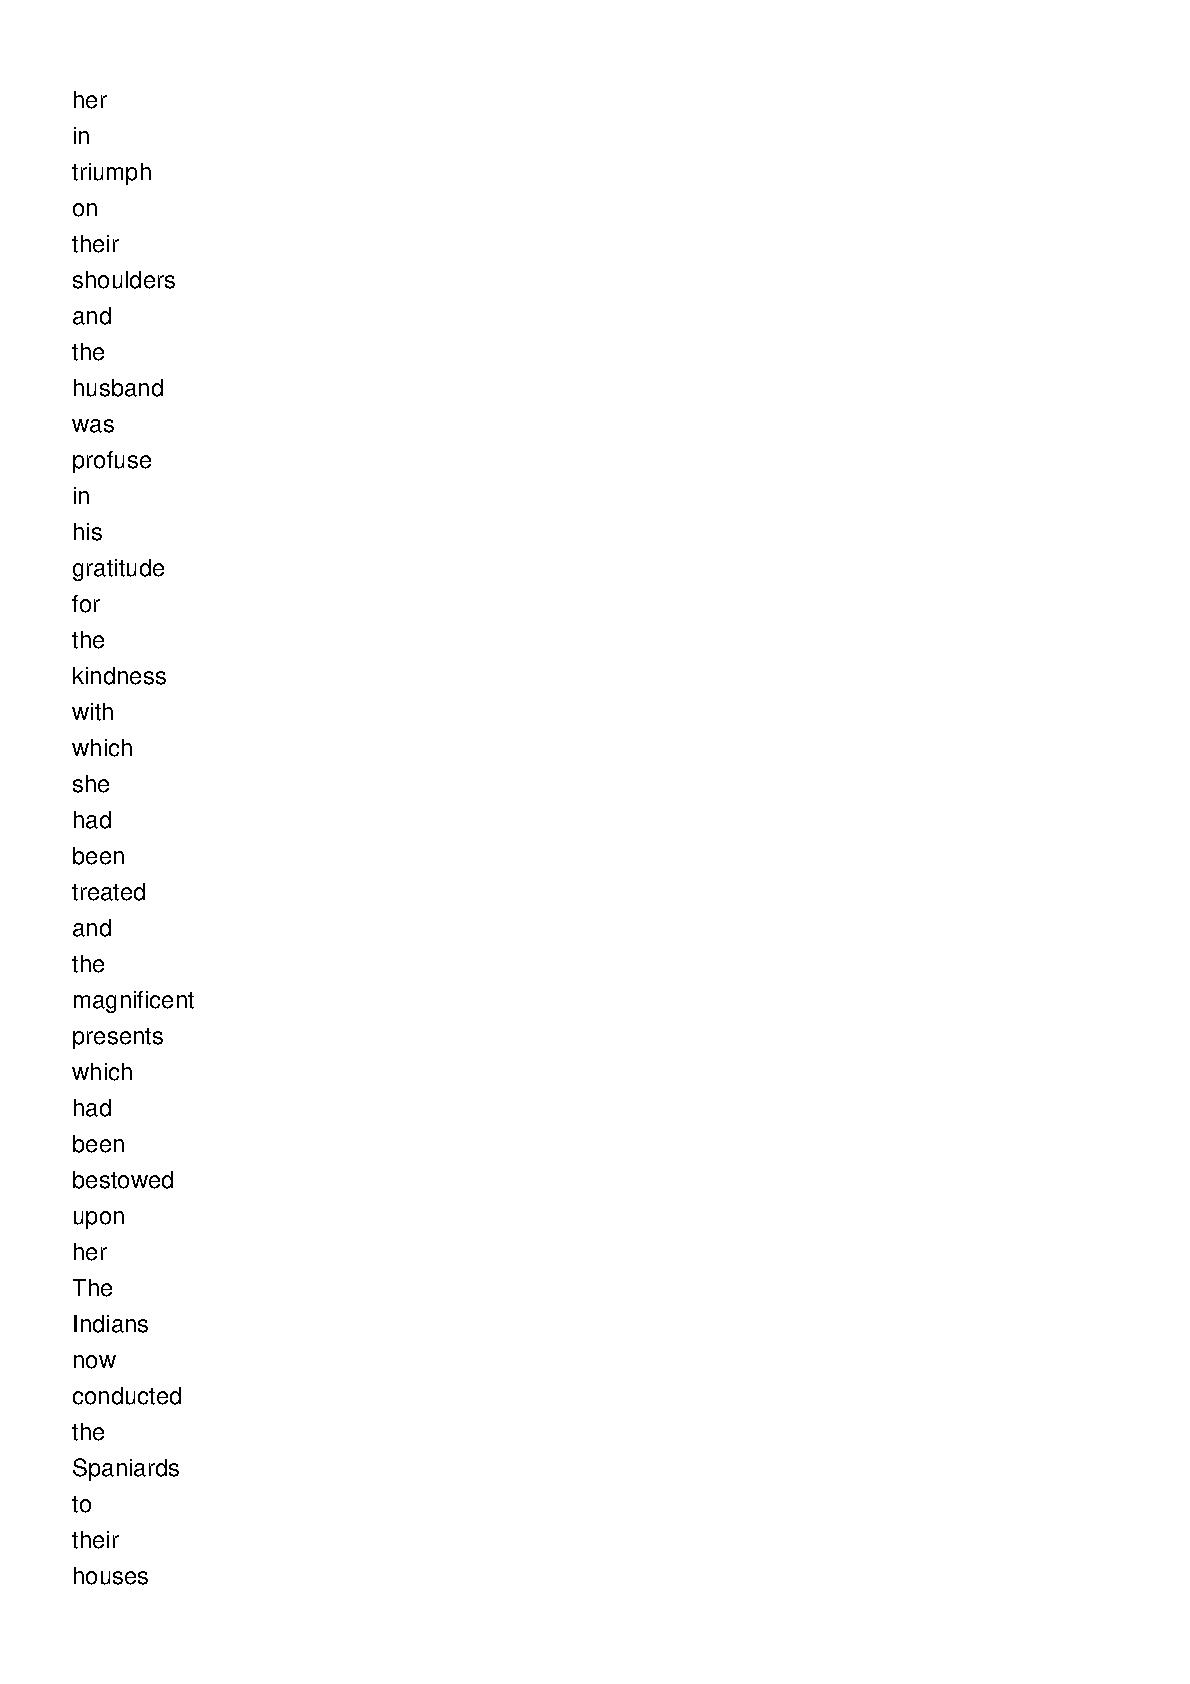 her
in
triumph
on
their
shoulders
and
the
husband
was
profuse
in
his
gratitude
for
the
kindness
with
which
she
had
been
treated
and
the
magnificent
presents
which
had
been
bestowed
upon
her
The
Indians
now
conducted
the
Spaniards
to
their
houses